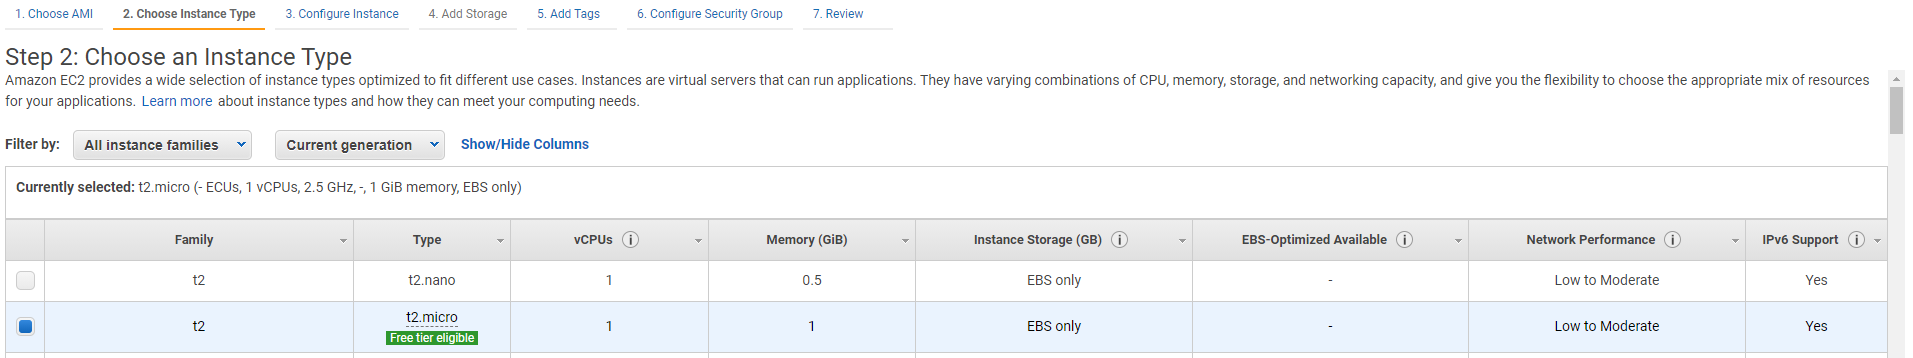 1. Choose AMI 2. Choose Instance Type 3. Configure Instance 4. Add Storage 5. Add Tags 6. Configure Security Group 7. Review
Step 2: Choose an Instance Type
Amazon EC2 provides a wide selection of instance types optimized to fit different use cases. Instances are virtual servers that can run applications. They have varying combinations of CPU, memory, storage, and networking capacity, and give you the flexibility to choose the appropriate mix of resources
for your applications. Learn more about instance types and how they can meet your computing needs.
Filter by: All instance families Current generation Show/Hide Columns
Currently selected: t2.micro (- ECUs, 1 vCPUs, 2.5 GHz, -, 1 GiB memory, EBS only)
Family Type vCPUs i Memory (GiB) Instance Storage (GB) i EBS-Optimized Available i Network Performance i IPv6 Support i
t2 t2.nano 1 0.5 EBS only - Low to Moderate Yes
t2 t2.micro 1 1 EBS only - Low to Moderate Yes
Free tier eligible